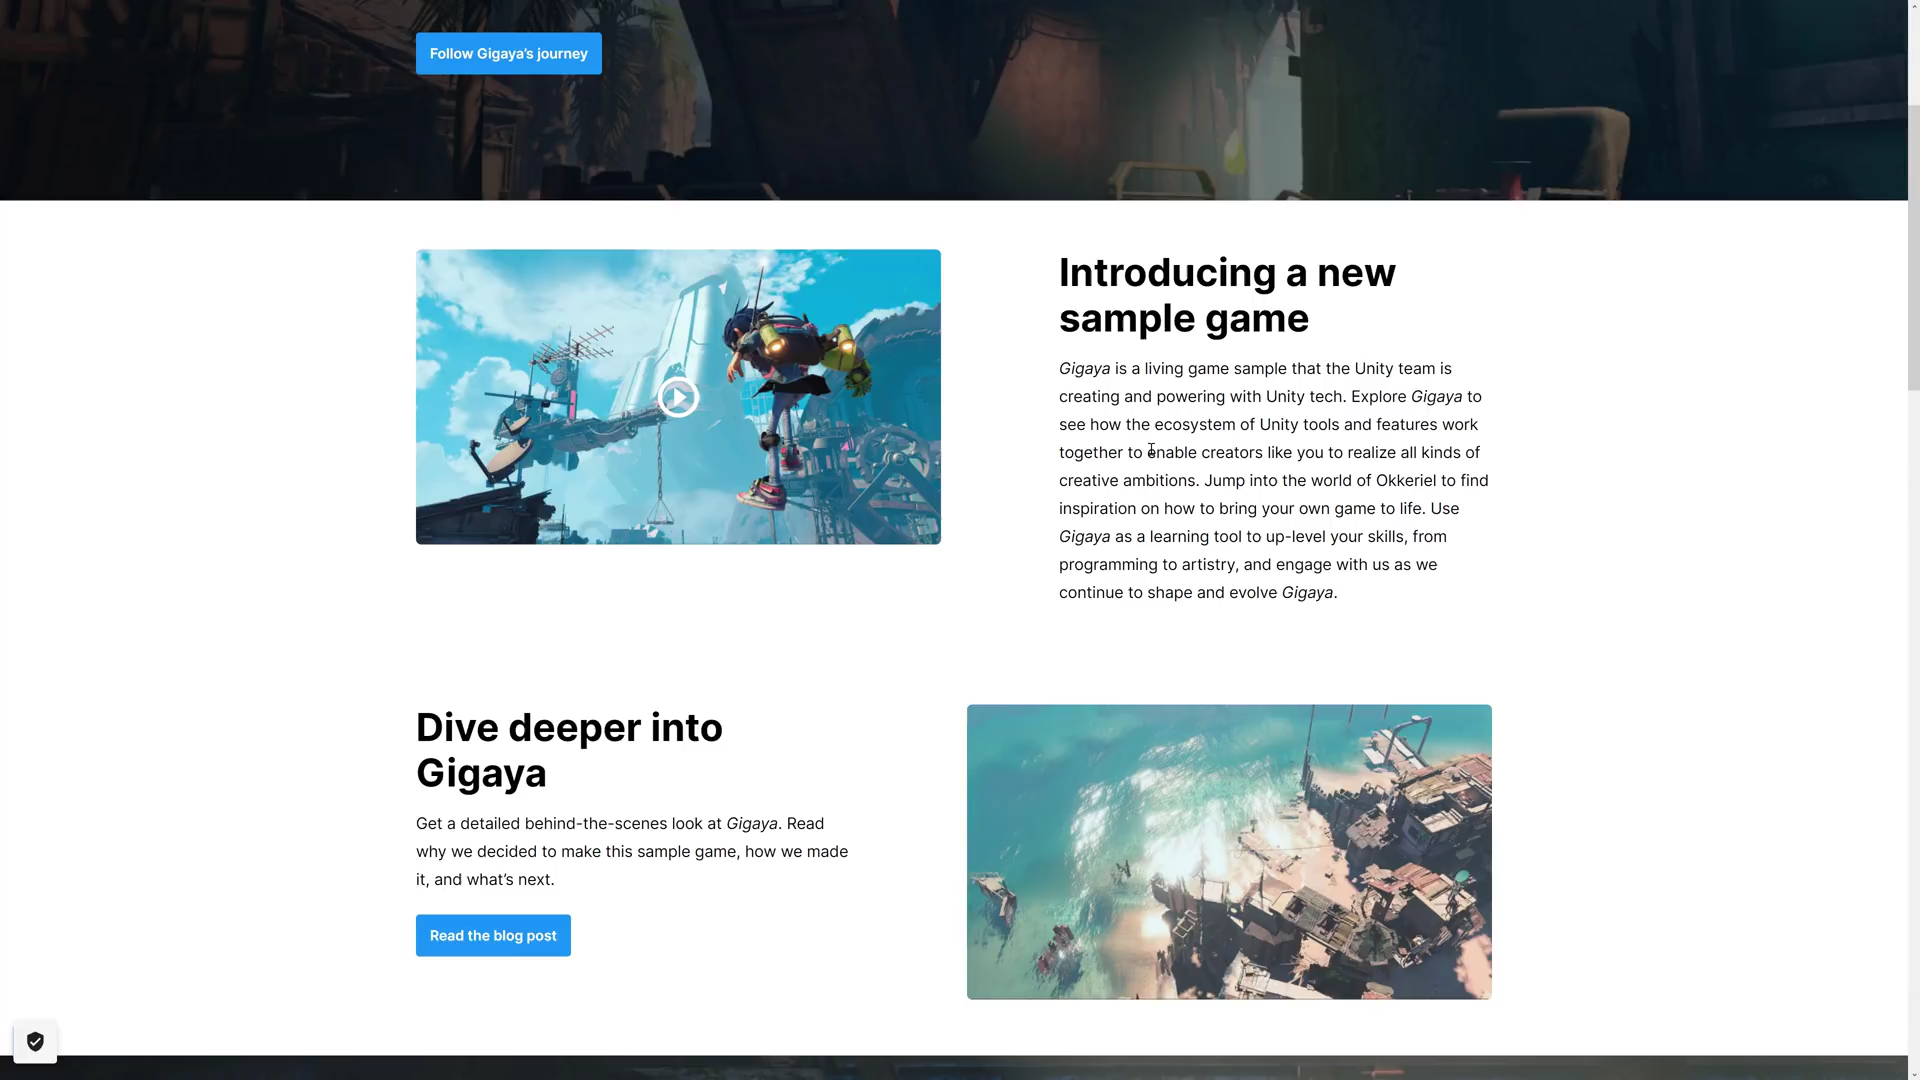 Follow Gigaya’s journey
Introducing a new
sample game
Gigaya is a living game sample that the Unity team is
creating and powering with Unity tech. Explore Gigaya to
see how the ecosystem of Unity tools and features work
together to enable creators like you to realize all kinds of
creative ambitions. Jump into the world of Okkeriel to find
inspiration on how to bring your own game to life. Use
Gigaya as a learning tool to up-level your skills, from
programming to artistry, and engage with us as we
continue to shape and evolve Gigaya.
Dive deeper into
Gigaya
Get a detailed behind-the-scenes look at Gigaya. Read
why we decided to make this sample game, how we made
it, and what’s next.
Read the blog post